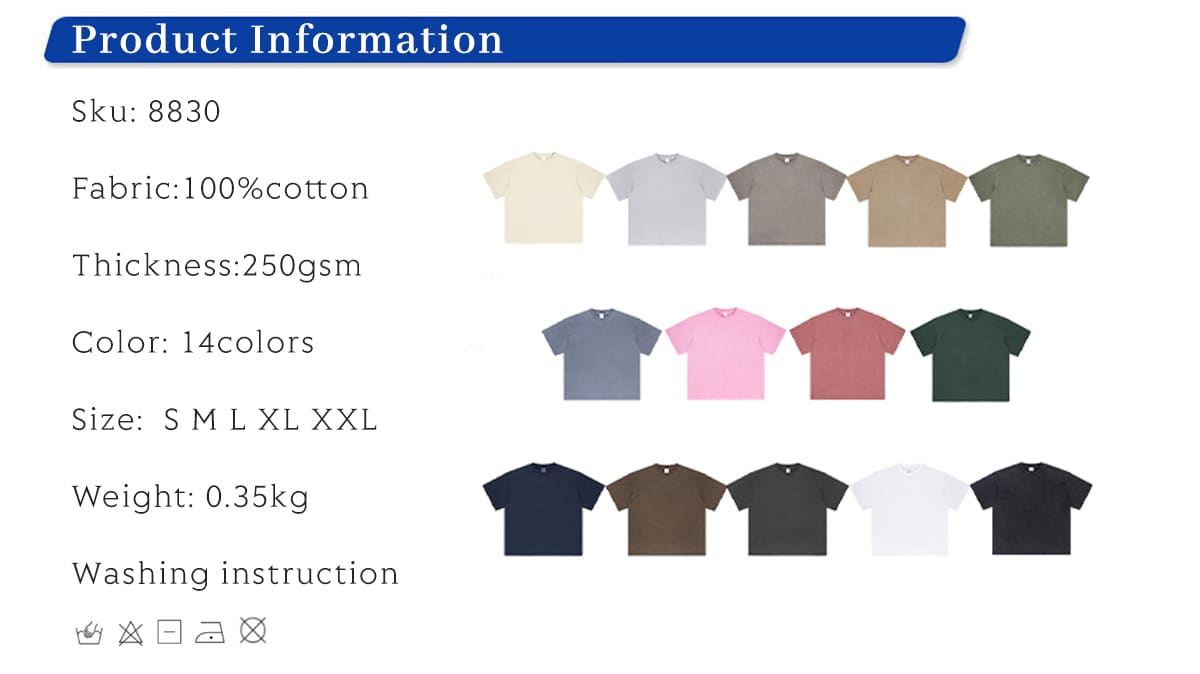 Product Information
Sku: 8830
Fabric:100%cotton
Thickness:250gsm
Color: 14colors
Size: S M L XL XXL
Weight: 0.35kg
Washing instruction